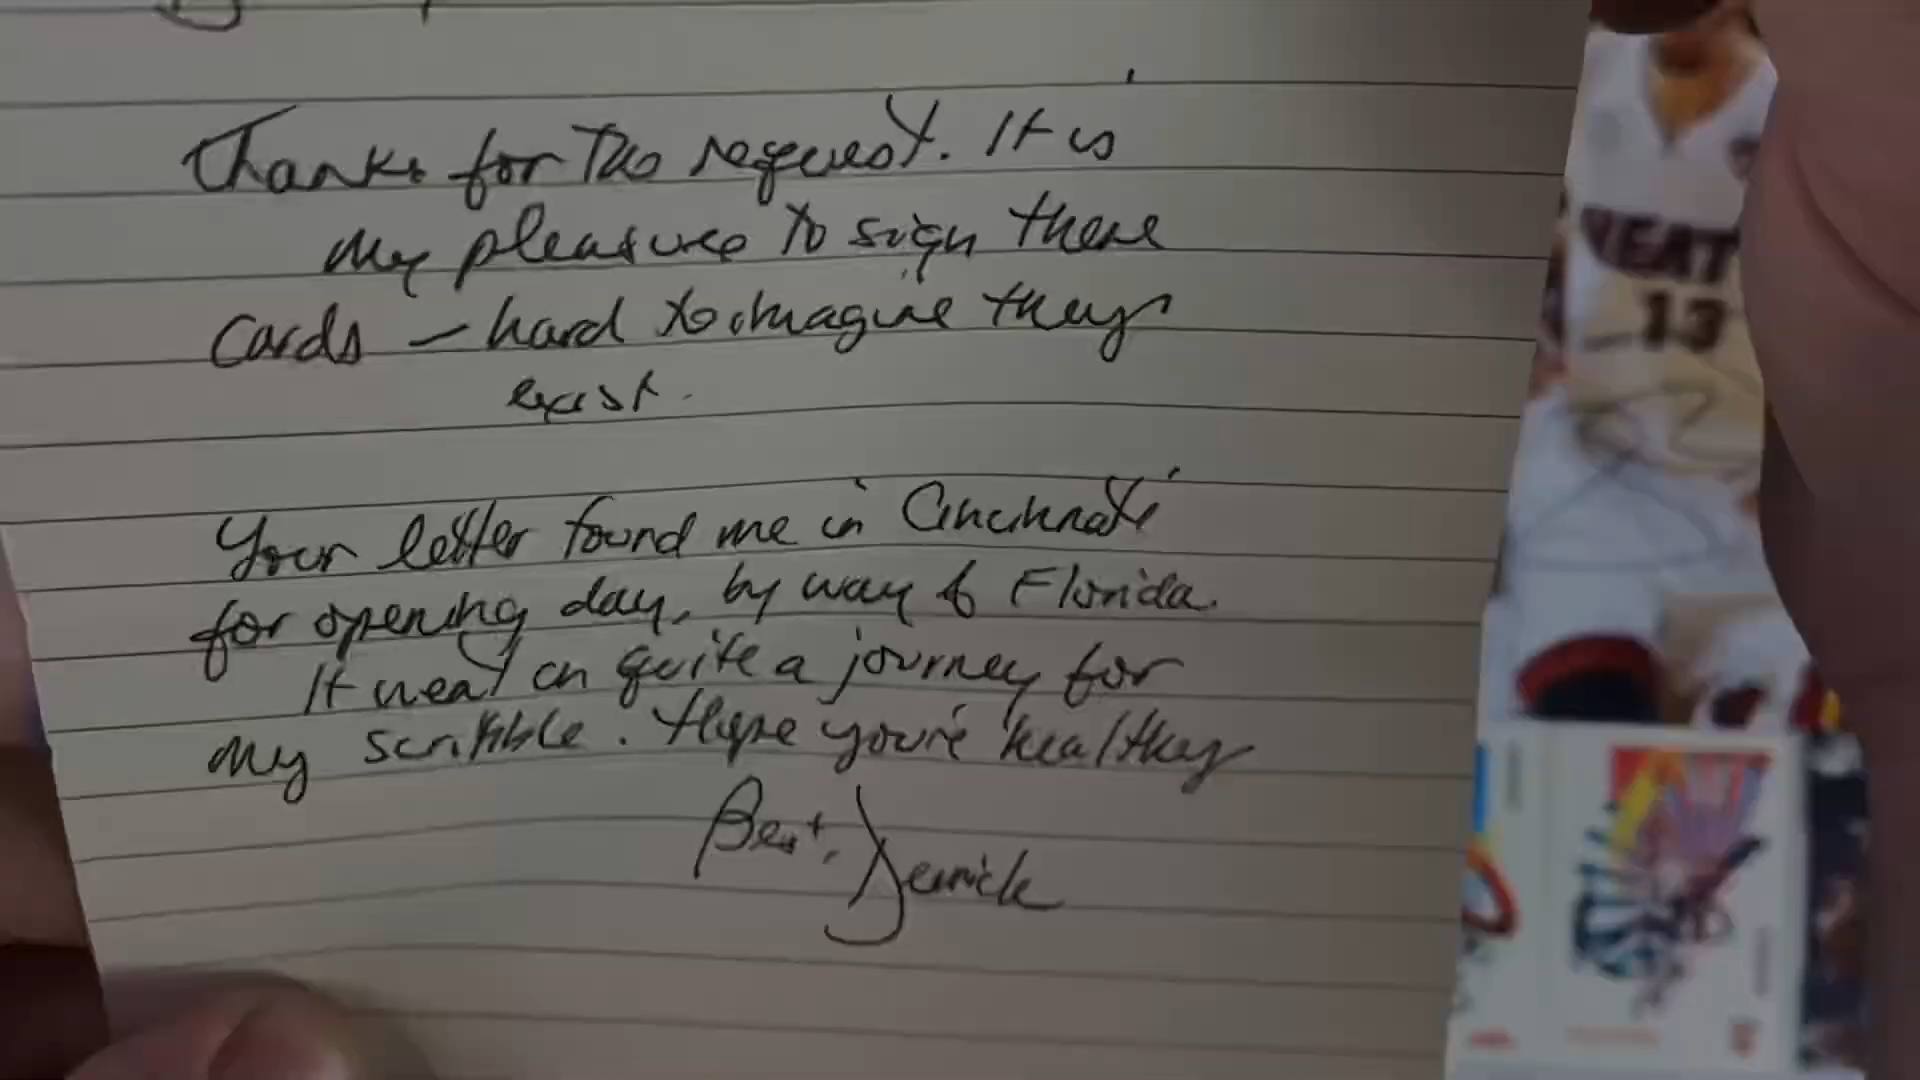 Thanks for the request. It is
my pleasure to sign these
cards — hard to imagine they
exist.
Your letter found me in Cincinnati
for opening day, by way of Florida.
It went on quite a journey for
my scribble. Hope you're healthy
Best, Derrick
HEAT
13